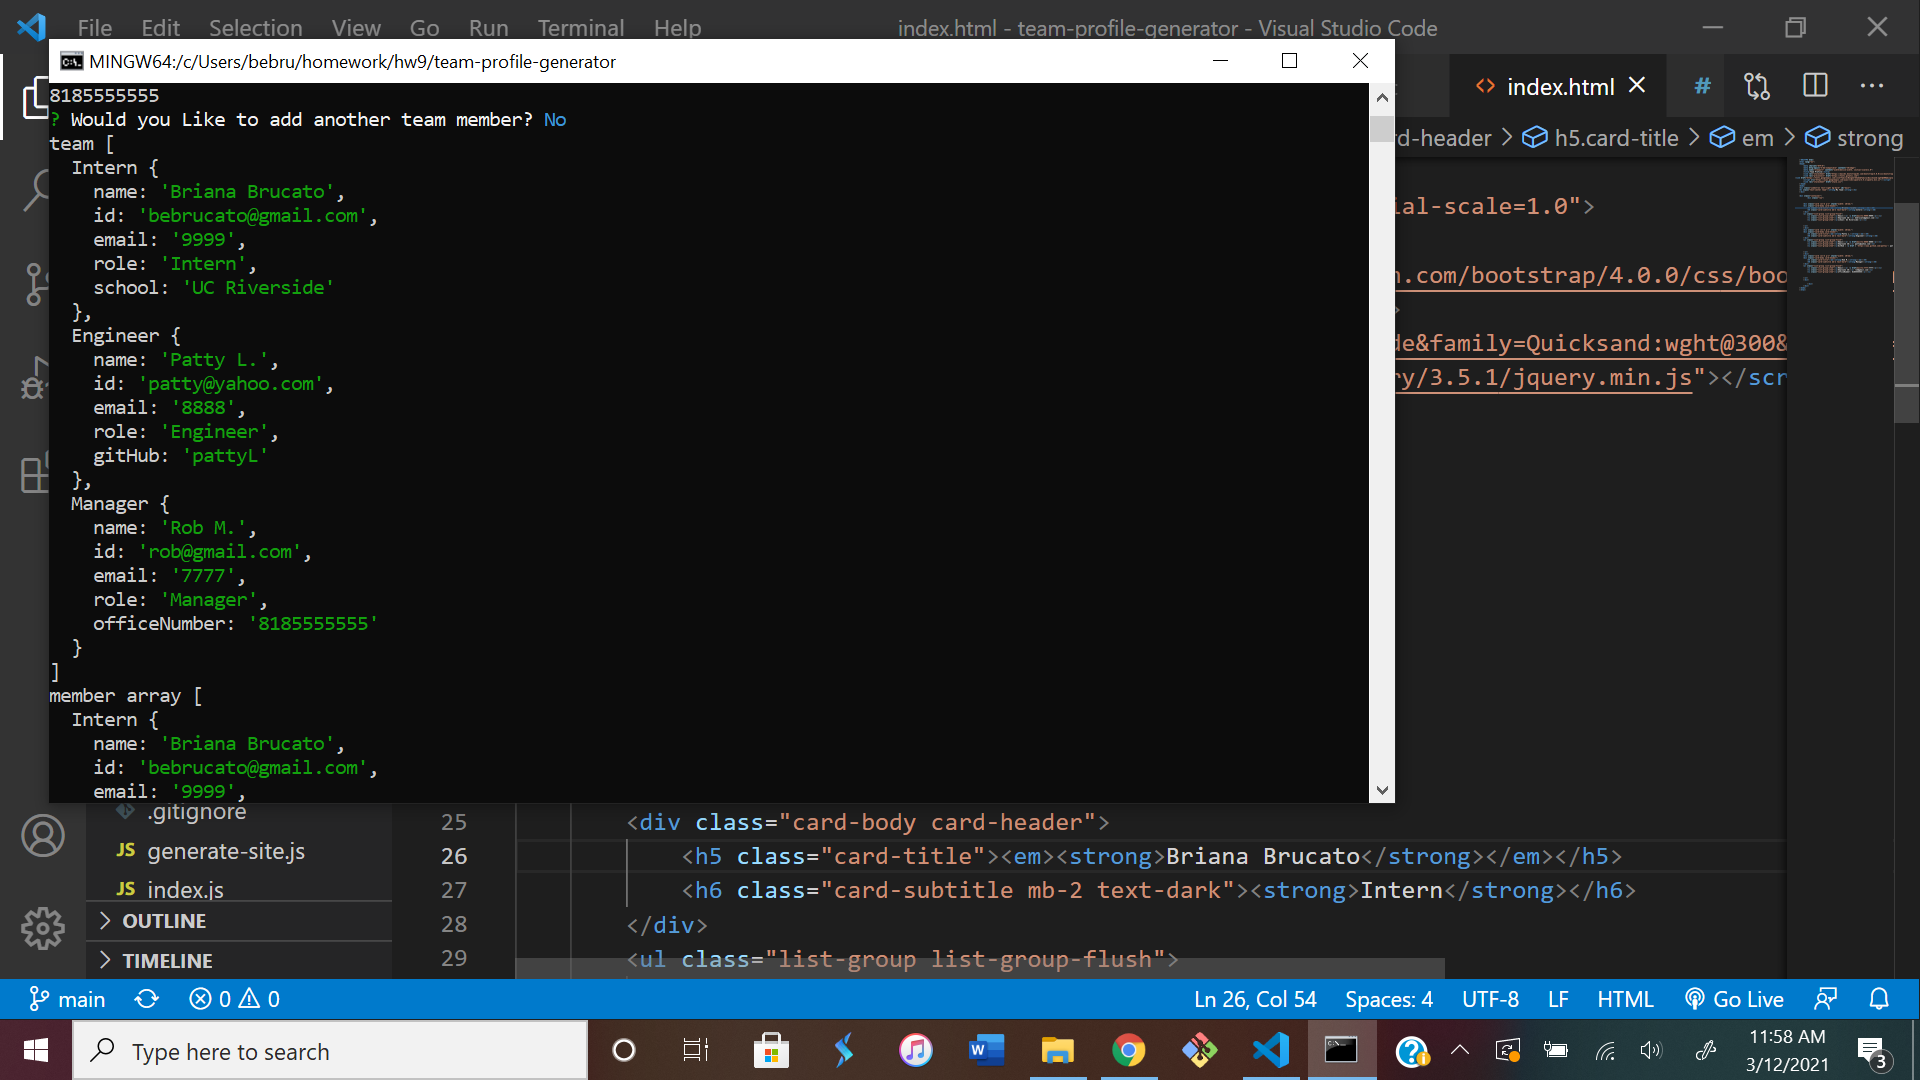 File Edit Selection View Go Run Terminal Help index.html - team-profile-generator - Visual Studio Code
MINGW64:/c/Users/bebru/homework/hw9/team-profile-generator
8185555555
? Would you Like to add another team member? No
team [
  Intern {
    name: 'Briana Brucato',
    id: 'bebrucato@gmail.com',
    email: '9999',
    role: 'Intern',
    school: 'UC Riverside'
  },
  Engineer {
    name: 'Patty L.',
    id: 'patty@yahoo.com',
    email: '8888',
    role: 'Engineer',
    gitHub: 'pattyL'
  },
  Manager {
    name: 'Rob M.',
    id: 'rob@gmail.com',
    email: '7777',
    role: 'Manager',
    officeNumber: '8185555555'
  }
]
member array [
  Intern {
    name: 'Briana Brucato',
    id: 'bebrucato@gmail.com',
    email: '9999',
<> index.html #
rd-header > h5.card-title > em > strong
ial-scale=1.0">
n.com/bootstrap/4.0.0/css/boo
>
de&family=Quicksand:wght@300&
ry/3.5.1/jquery.min.js"></scr
.gitignore
JS generate-site.js
JS index.js
OUTLINE
TIMELINE
25 <div class="card-body card-header">
26 <h5 class="card-title"><em><strong>Briana Brucato</strong></em></h5>
27 <h6 class="card-subtitle mb-2 text-dark"><strong>Intern</strong></h6>
28 </div>
29 <ul class="list-group list-group-flush">
main 0 0 Ln 26, Col 54 Spaces: 4 UTF-8 LF HTML Go Live
Type here to search
11:58 AM
3/12/2021
3